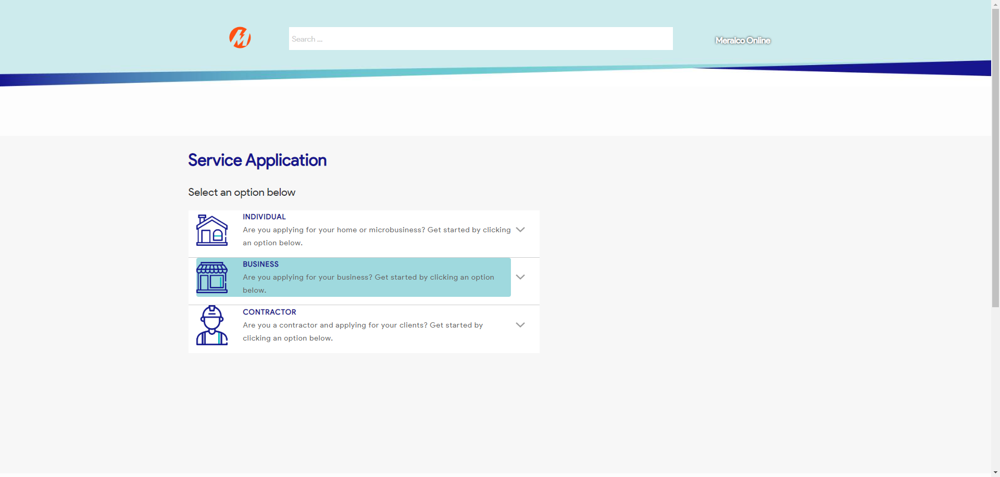 Search ...
Meralco Online
Service Application
Select an option below
INDIVIDUAL
Are you applying for your home or microbusiness? Get started by clicking
an option below.
BUSINESS
Are you applying for your business? Get started by clicking an option
below.
CONTRACTOR
Are you a contractor and applying for your clients? Get started by
clicking an option below.